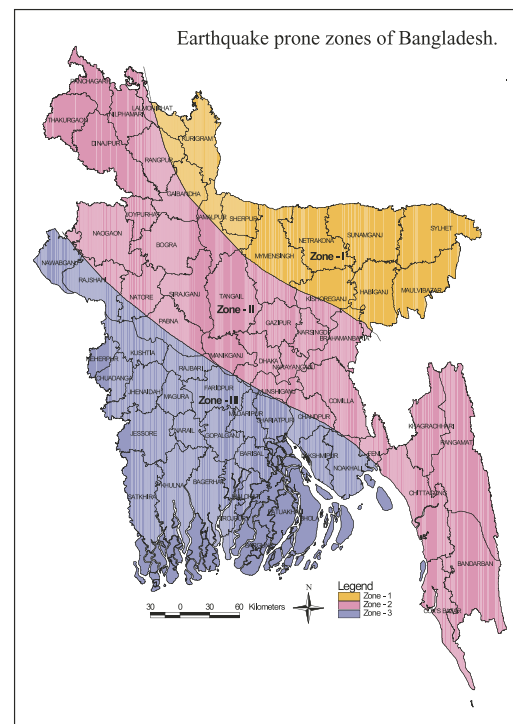 Earthquake prone zones of Bangladesh.
PANCHAGARH
THAKURGAON
NILPHAMARI
LALMONIRHAT
DINAJPUR
KURIGRAM
RANGPUR
GAIBANDHA
JOYPURHAT
JAMALPUR
SHERPUR
NETRAKONA
SUNAMGANJ
SYLHET
NAOGAON
BOGRA
MYMENSINGH
Zone - I
NAWABGANJ
RAJSHAHI
HABIGANJ
MAULVIBAZAR
NATORE
SIRAJGANJ
TANGAIL
KISHOREGANJ
Zone - II
PABNA
GAZIPUR
NARSINGDI
BRAHAMANBARIA
MEHERPUR
KUSHTIA
MANIKGANJ
DHAKA
NARAYANGANJ
CHUADANGA
RAJBARI
JHENAIDAH
MAGURA
FARIDPUR
MUNSHIGANJ
Zone - III
COMILLA
KHAGRACHHARI
MADARIPUR
SHARIATPUR
CHANDPUR
JESSORE
NARAIL
GOPALGANJ
RANGAMATI
BARISAL
LAKSHMIPUR
FENI
NOAKHALI
SATKHIRA
KHULNA
BAGERHAT
BHOLA
CHITTAGONG
BANDARBAN
COX'S BAZAR
N
30 0 30 60 Kilometers
Legend
Zone - 1
Zone - 2
Zone - 3